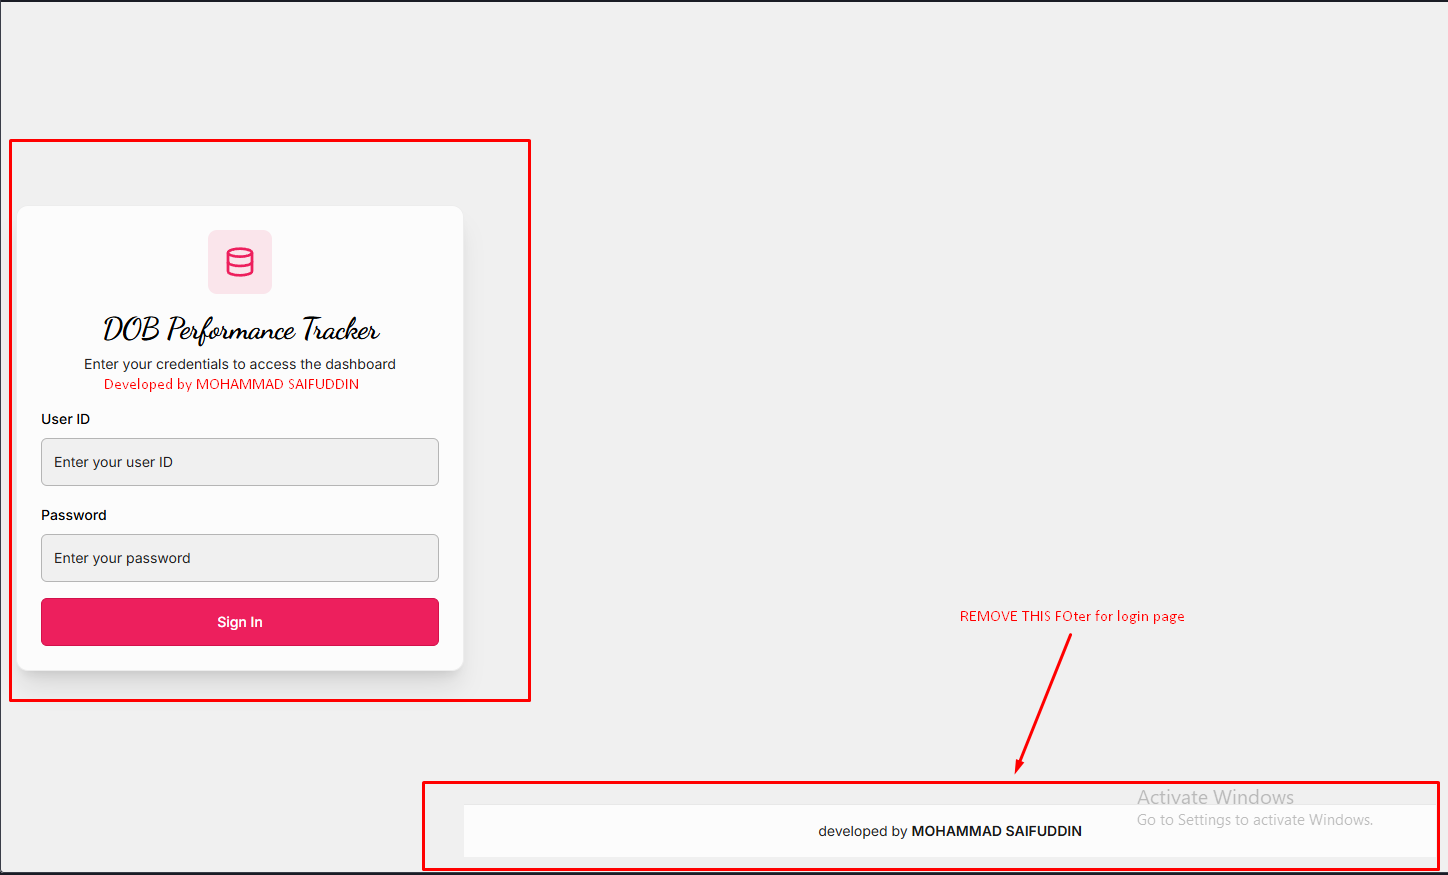 DOB Performance Tracker
Enter your credentials to access the dashboard
Developed by MOHAMMAD SAIFUDDIN
User ID
Enter your user ID
Password
Enter your password
Sign In
REMOVE THIS FOter for login page
Activate Windows
Go to Settings to activate Windows.
developed by MOHAMMAD SAIFUDDIN